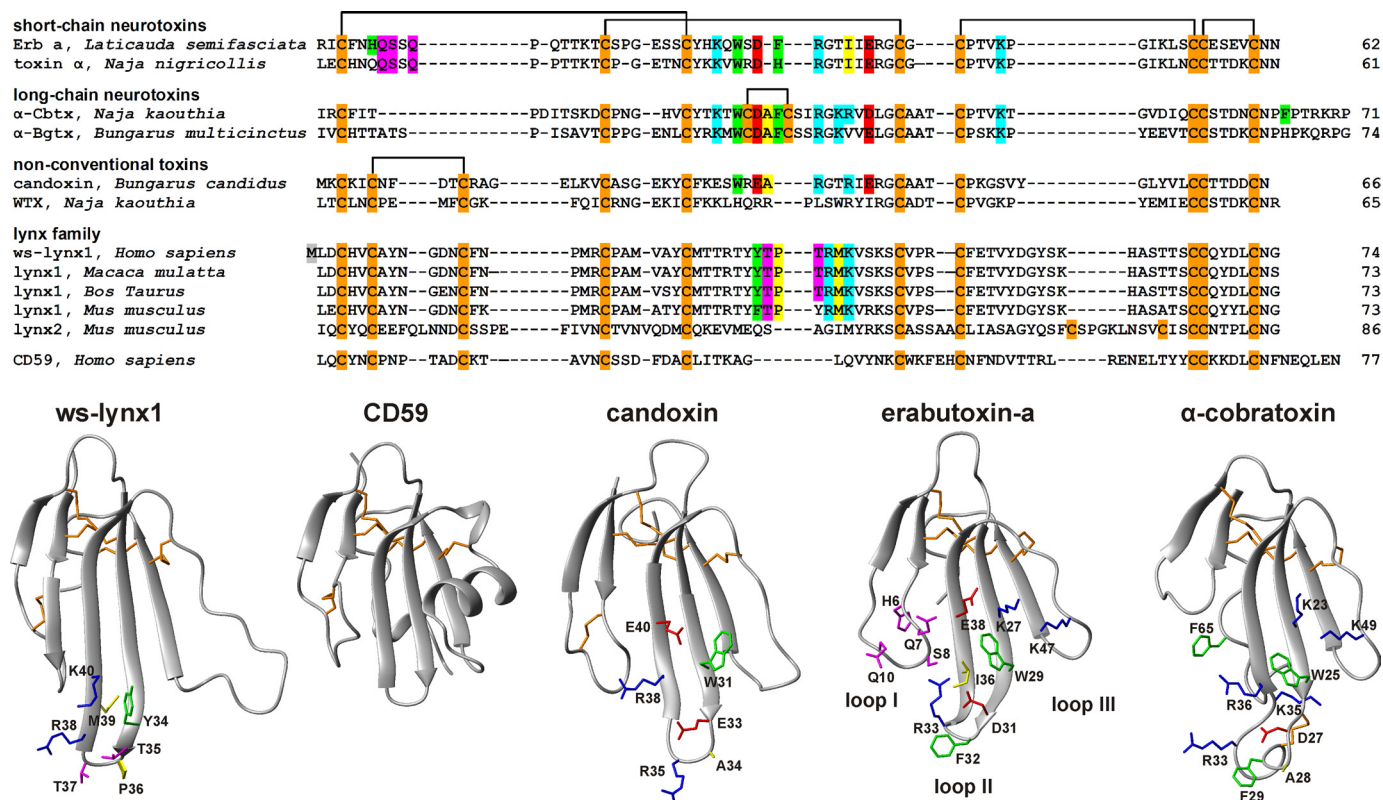 short-chain neurotoxins
Erb a, Laticauda semifasciata RICFNHQSSQ-----------P-QTTKTCSPG-ESSCYHKQWSD-F---RGTIIERGCG---CPTVKP------------GIKLSCCESEVCNN 62
toxin α, Naja nigricollis LECHNQQSSQ-----------P-PTTKTCP-G-ETNCYKKVWRD-H---RGTIIERGCG---CPTVKP------------GIKLNCCTTDKCNN 61
long-chain neurotoxins
α-Cbtx, Naja kaouthia IRCFIT---------------PDITSKDCPNG-HVCYTKTWCDAFCSIRGKRVDLGCAAT--CPTVKT------------GVDIQCCSTDNCNPFPTRKRP 71
α-Bgtx, Bungarus multicinctus IVCHTTATS------------PISAVTCPPG-ENLCYRKMWCDAFCSSRGKVVELGCAAT--CPSKKP------------YEEVTCCSTDKCNPHPKQRPG 74
non-conventional toxins
candoxin, Bungarus candidus MKCKICNF----DTCRAG-------ELKVCASG-EKYCFKESWREA----RGTRIERGCAAT--CPKGSVY-----------GLYVLCCTTDDCN 66
WTX, Naja kaouthia LTCLNCPE----MFCGK--------FQICRNG-EKICFKKLHQRR----PLSWRYIRGCADT--CPVGKP------------YEMIECCSTDKCNR 65
lynx family
ws-lynx1, Homo sapiens MLDCHVCAYN---GDNCFN-------PMRCPAM-VAYCMTTRTYYTP---TRMKVSKSCVPR---CFETVYDGYSK------HASTTSCCQYDLCNG 74
lynx1, Macaca mulatta LDCHVCAYN---GDNCFN-------PMRCPAM-VAYCMTTRTYYTP---TRMKVSKSCVPS---CFETVYDGYSK------HASTTSCCQYDLCNS 73
lynx1, Bos Taurus LDCHVCAYN---GENCFN-------PMRCPAM-VSYCMTTRTYYTP---TRMKVSKSCVPS---CFETVYDGYSK------HASTTSCCQYDLCNG 73
lynx1, Mus musculus LDCHVCAYN---GDNCFN-------PMRCPAM-ATYCMTTRTYFTP---YRMKVRKSCVPS---CFETVYDGYSK------HASATSCCQYDLCNG 73
lynx2, Mus musculus IQCYQCEEFQLNNDCSSPE-----FIVNCTVNVQDMCQKEVMEQS----AGIMYRKSCASSAACLIASAGYQSFCSPGKLNSVCISCCNTPLCNG 86
CD59, Homo sapiens LQCYNCPNP--TADCKT--------AVNCSSD-FDACLITKAG--------LQVYNKCWKFEHCNFNDVTTRL-------RENELTYYCCKKDLCNFNEQLEN 77
ws-lynx1
CD59
candoxin
erabutoxin-a
α-cobratoxin
K40
M39
R38
Y34
T35
T37
P36
E40
W31
R38
E33
R35
A34
H6
Q7
S8
Q10
E38
K27
K47
I36
W29
loop I
R33
D31
loop III
F32
loop II
K23
K49
F65
W25
R36
K35
R33
D27
A28
F29